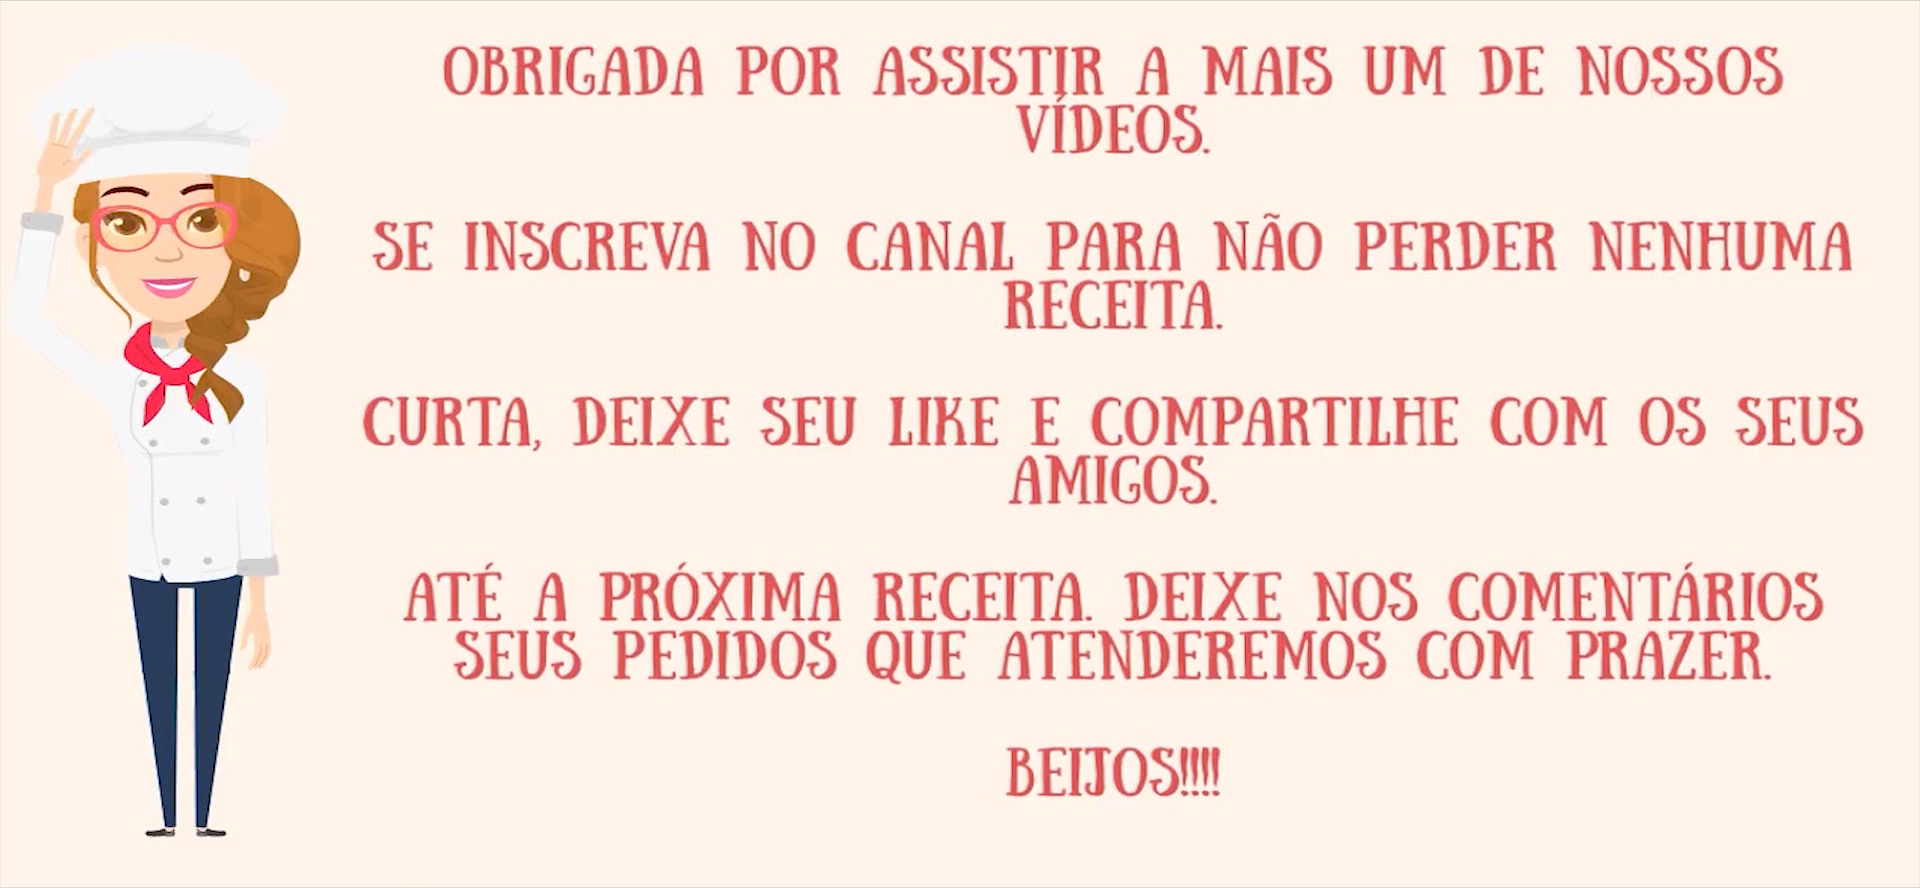 OBRIGADA POR ASSISTIR A MAIS UM DE NOSSOS
VÍDEOS.
SE INSCREVA NO CANAL PARA NÃO PERDER NENHUMA
RECEITA.
CURTA, DEIXE SEU LIKE E COMPARTILHE COM OS SEUS
AMIGOS.
ATÉ A PRÓXIMA RECEITA. DEIXE NOS COMENTÁRIOS
SEUS PEDIDOS QUE ATENDEREMOS COM PRAZER.
BEIJOS!!!!